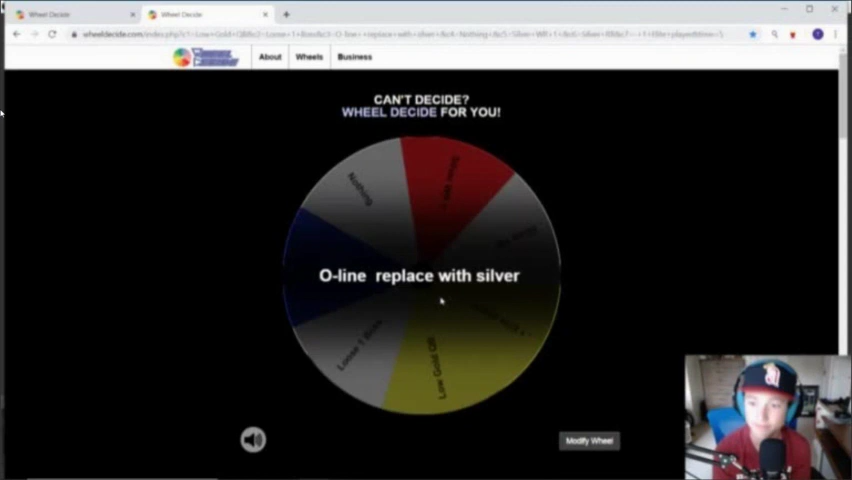 Wheel Decide
Wheel Decide
About
Wheels
Business
CAN'T DECIDE?
WHEEL DECIDE FOR YOU!
Nothing
O-line replace with silver
Loose 1 Boss
Low Gold QB
Modify Wheel